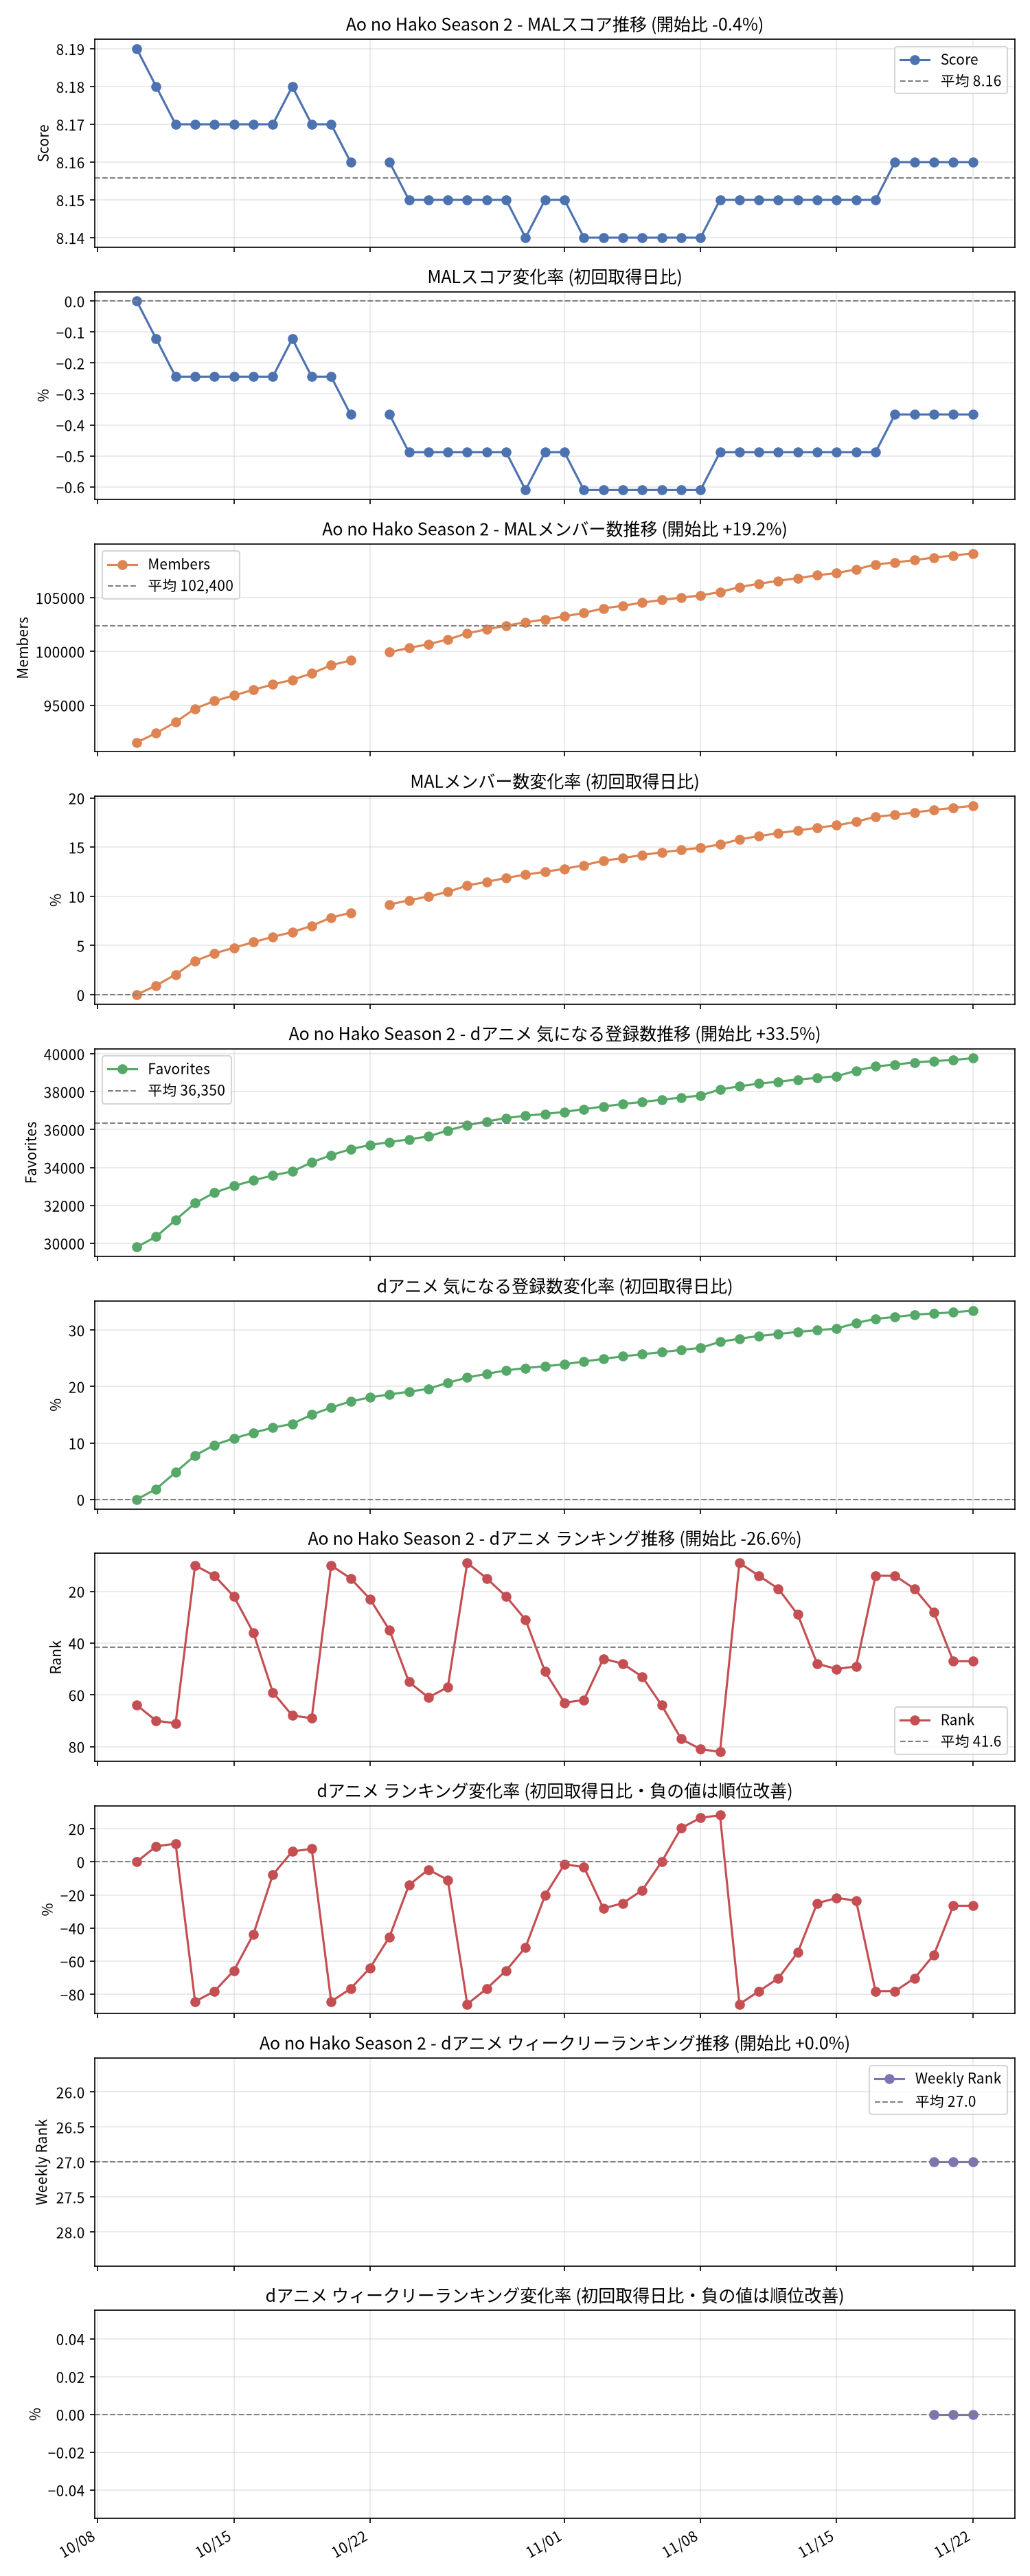 Ao no Hako Season 2 - MALスコア推移 (開始比 -0.4%)
Score
8.19
8.18
8.17
8.16
8.15
8.14
Score
平均 8.16
MALスコア変化率 (初回取得日比)
%
0.0
−0.1
−0.2
−0.3
−0.4
−0.5
−0.6
Ao no Hako Season 2 - MALメンバー数推移 (開始比 +19.2%)
Members
105000
100000
95000
Members
平均 102,400
MALメンバー数変化率 (初回取得日比)
%
20
15
10
5
0
Ao no Hako Season 2 - dアニメ 気になる登録数推移 (開始比 +33.5%)
Favorites
40000
38000
36000
34000
32000
30000
Favorites
平均 36,350
dアニメ 気になる登録数変化率 (初回取得日比)
%
30
20
10
0
Ao no Hako Season 2 - dアニメ ランキング推移 (開始比 -26.6%)
Rank
20
40
60
80
Rank
平均 41.6
dアニメ ランキング変化率 (初回取得日比・負の値は順位改善)
%
20
0
−20
−40
−60
−80
Ao no Hako Season 2 - dアニメ ウィークリーランキング推移 (開始比 +0.0%)
Weekly Rank
26.0
26.5
27.0
27.5
28.0
Weekly Rank
平均 27.0
dアニメ ウィークリーランキング変化率 (初回取得日比・負の値は順位改善)
%
0.04
0.02
0.00
−0.02
−0.04
10/08
10/15
10/22
11/01
11/08
11/15
11/22